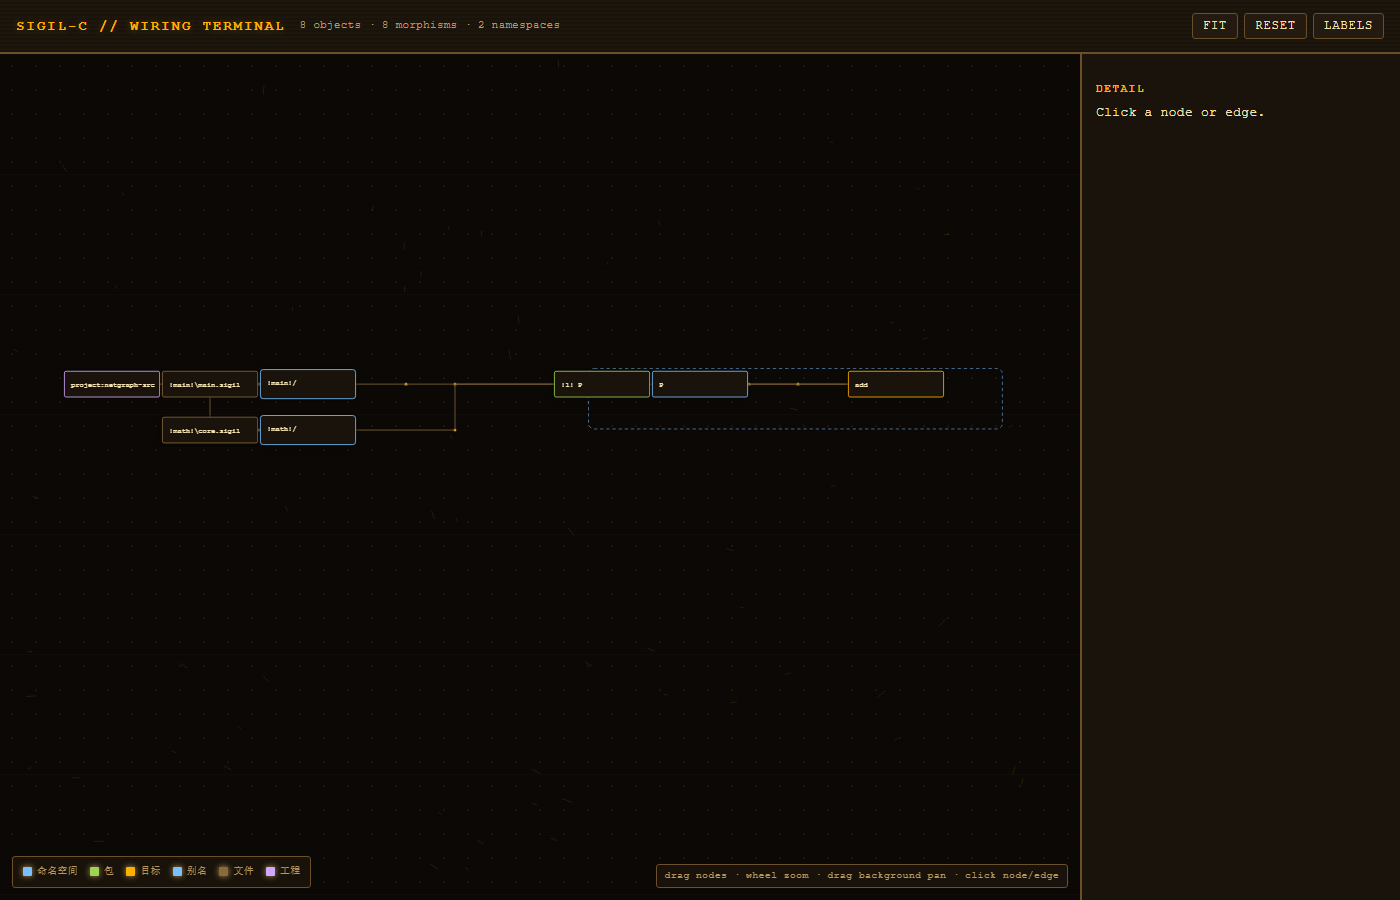 SIGIL-C // WIRING TERMINAL
8 objects · 8 morphisms · 2 namespaces
FIT
RESET
LABELS
DETAIL
Click a node or edge.
project:netgraph-src
!main!\main.sigil
!main!/
!l! P
P
add
!math!\core.sigil
!math!/
命名空间
包
目标
别名
文件
工程
drag nodes · wheel zoom · drag background pan · click node/edge